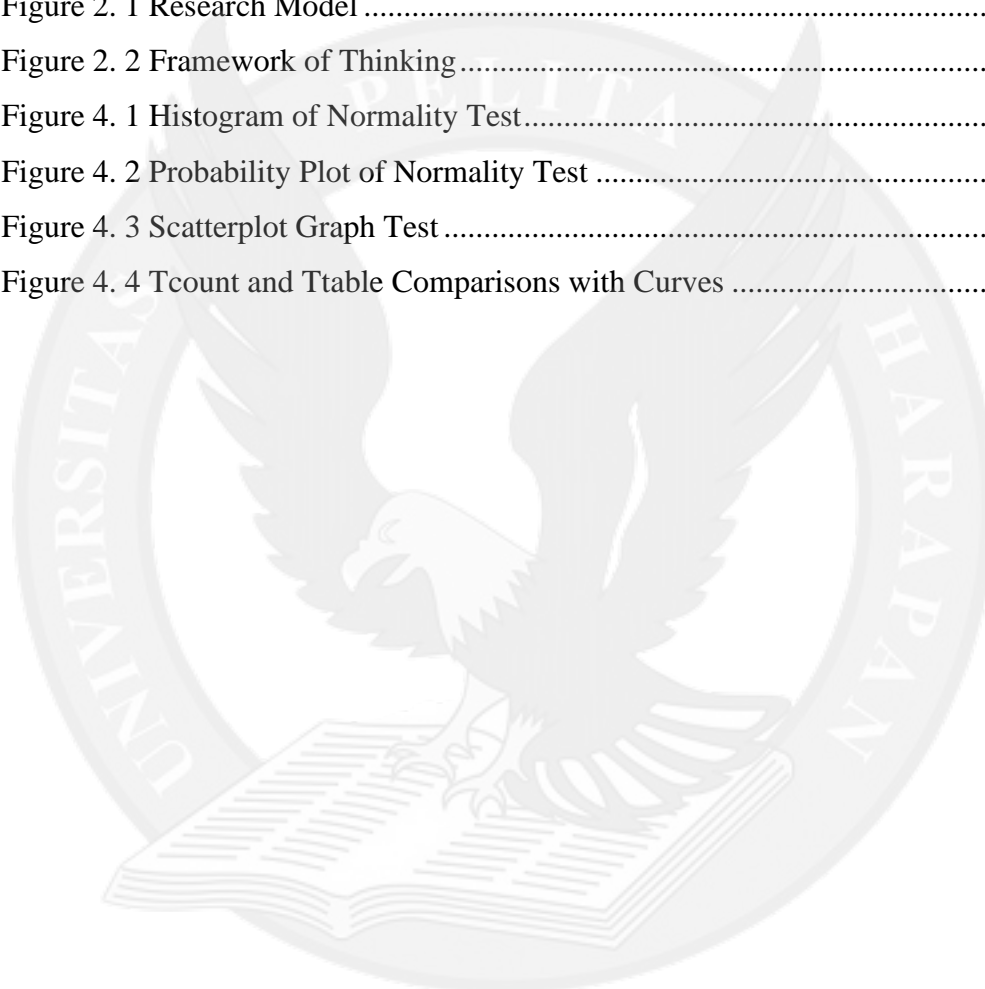 Figure 2. 1 Research Model ................................................................................
Figure 2. 2 Framework of Thinking ................................................................................
Figure 4. 1 Histogram of Normality Test ................................................................................
Figure 4. 2 Probability Plot of Normality Test ................................................................................
Figure 4. 3 Scatterplot Graph Test ................................................................................
Figure 4. 4 Tcount and Ttable Comparisons with Curves ................................................................................
UNIVERSITAS PELITA HARAPAN